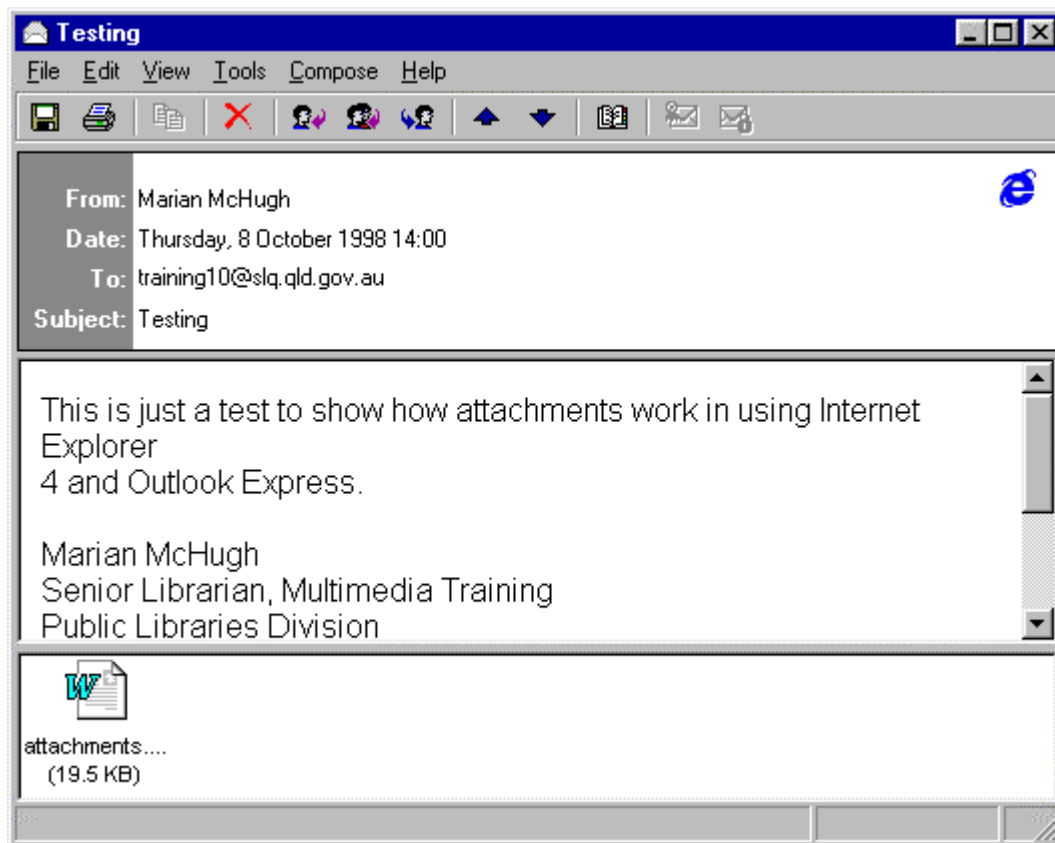 Testing
File Edit View Tools Compose Help
From: Marian McHugh
Date: Thursday, 8 October 1998 14:00
To: training10@slq.qld.gov.au
Subject: Testing
This is just a test to show how attachments work in using Internet
Explorer
4 and Outlook Express.
Marian McHugh
Senior Librarian, Multimedia Training
Public Libraries Division
W
attachments....
(19.5 KB)